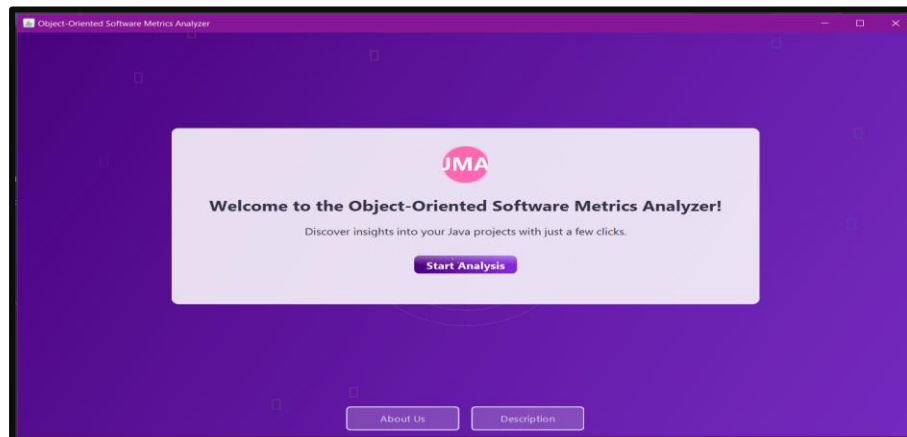 Object-Oriented Software Metrics Analyzer
JMA
Welcome to the Object-Oriented Software Metrics Analyzer!
Discover insights into your Java projects with just a few clicks.
Start Analysis
About Us
Description